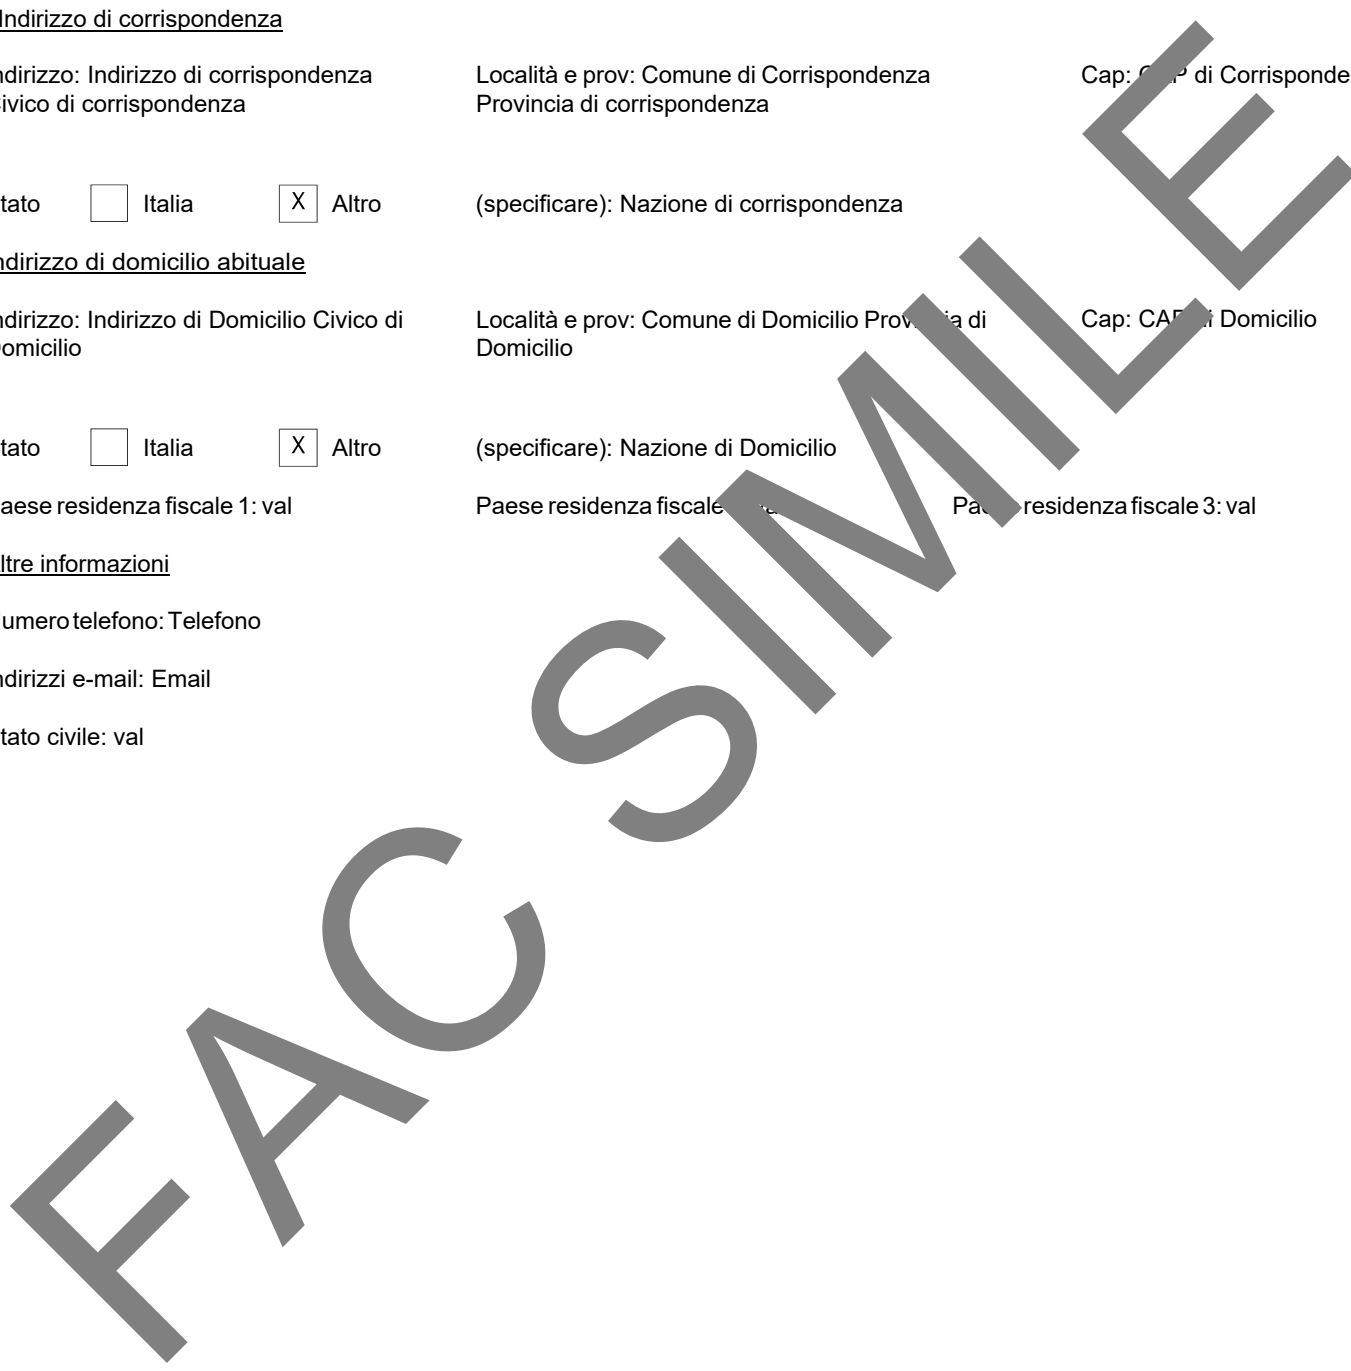 Indirizzo di corrispondenza
ndirizzo: Indirizzo di corrispondenza Località e prov: Comune di Corrispondenza Cap: di Corrisponde
ivico di corrispondenza Provincia di corrispondenza
tato Italia X Altro (specificare): Nazione di corrispondenza
ndirizzo di domicilio abituale
ndirizzo: Indirizzo di Domicilio Civico di Località e prov: Comune di Domicilio di Cap: Domicilio
omicilio Domicilio
tato Italia X Altro (specificare): Nazione di Domicilio
aese residenza fiscale 1: val Paese residenza fiscale residenza fiscale 3: val
ltre informazioni
umero telefono: Telefono
ndirizzi e-mail: Email
tato civile: val
FAC SIMILE